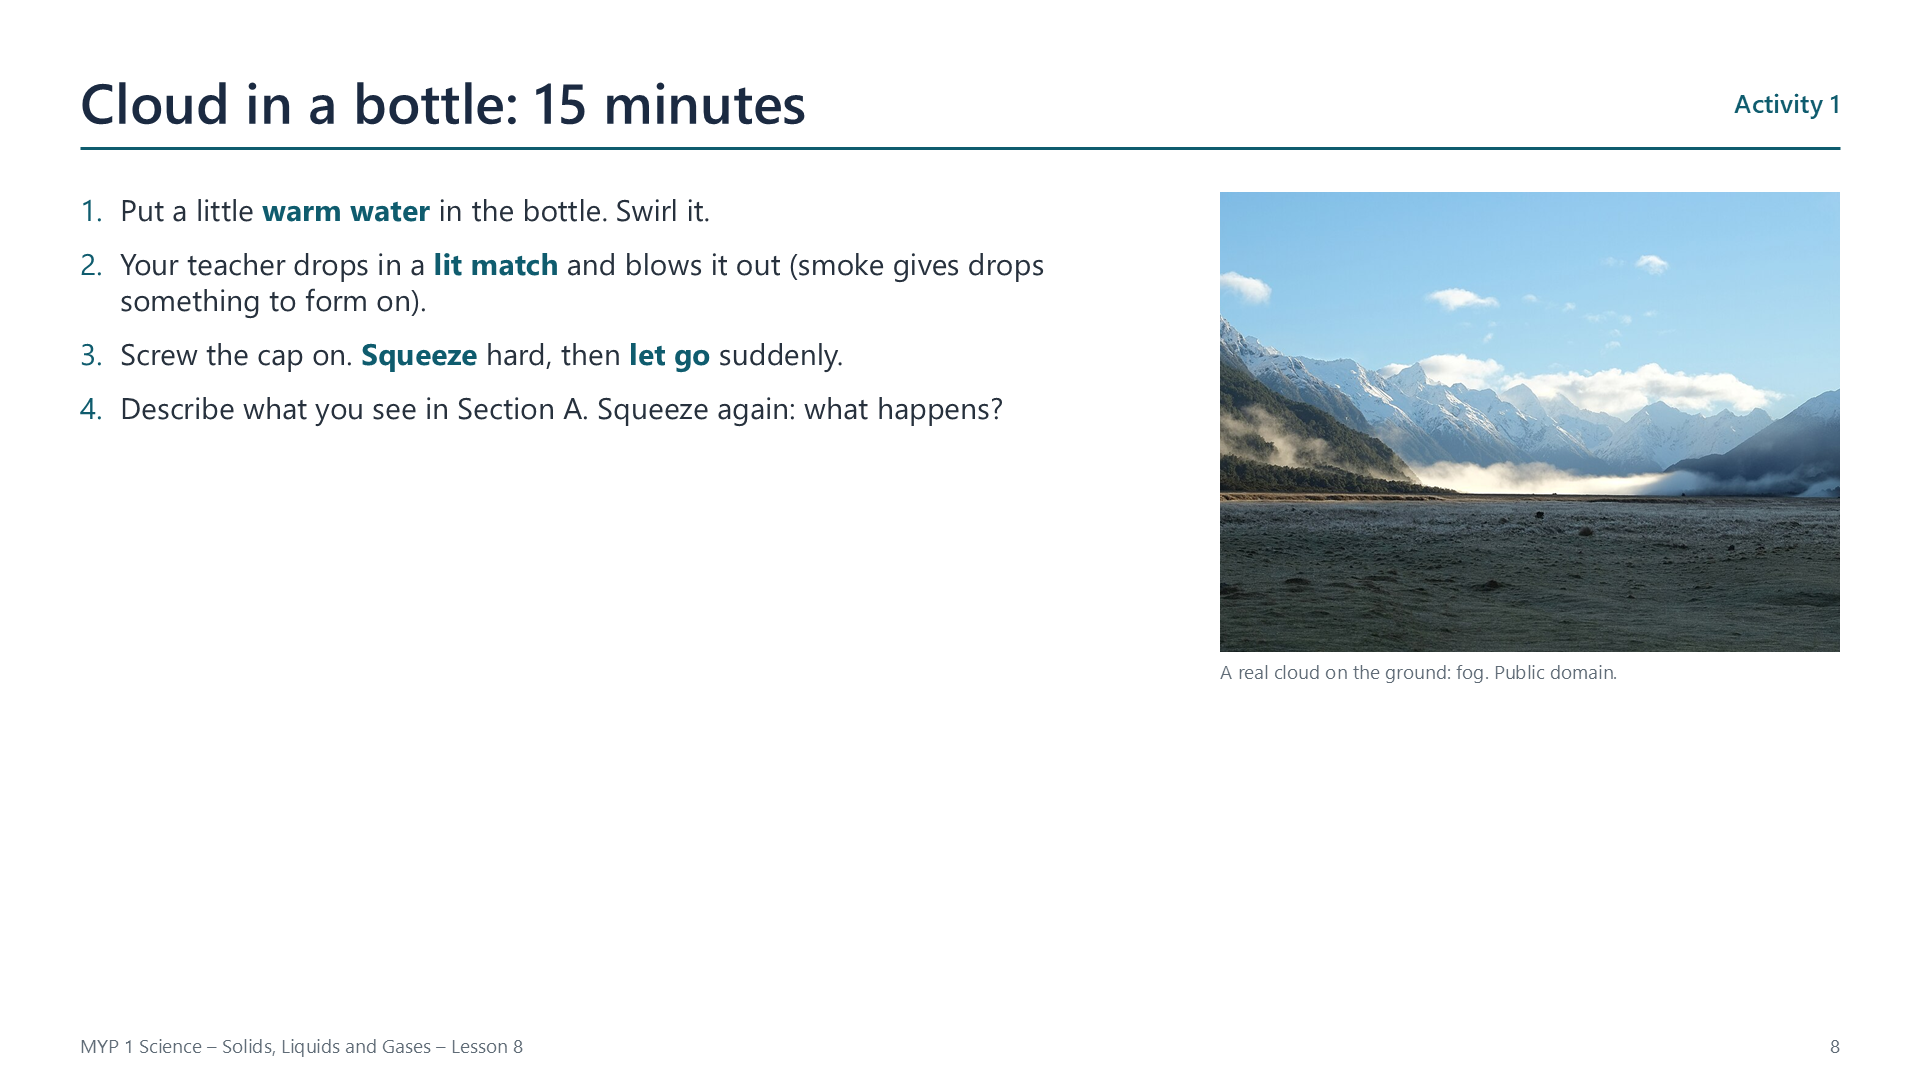 Cloud in a bottle: 15 minutes
Activity 1
1. Put a little warm water in the bottle. Swirl it.
2. Your teacher drops in a lit match and blows it out (smoke gives drops
something to form on).
3. Screw the cap on. Squeeze hard, then let go suddenly.
4. Describe what you see in Section A. Squeeze again: what happens?
A real cloud on the ground: fog. Public domain.
MYP 1 Science – Solids, Liquids and Gases – Lesson 8
8